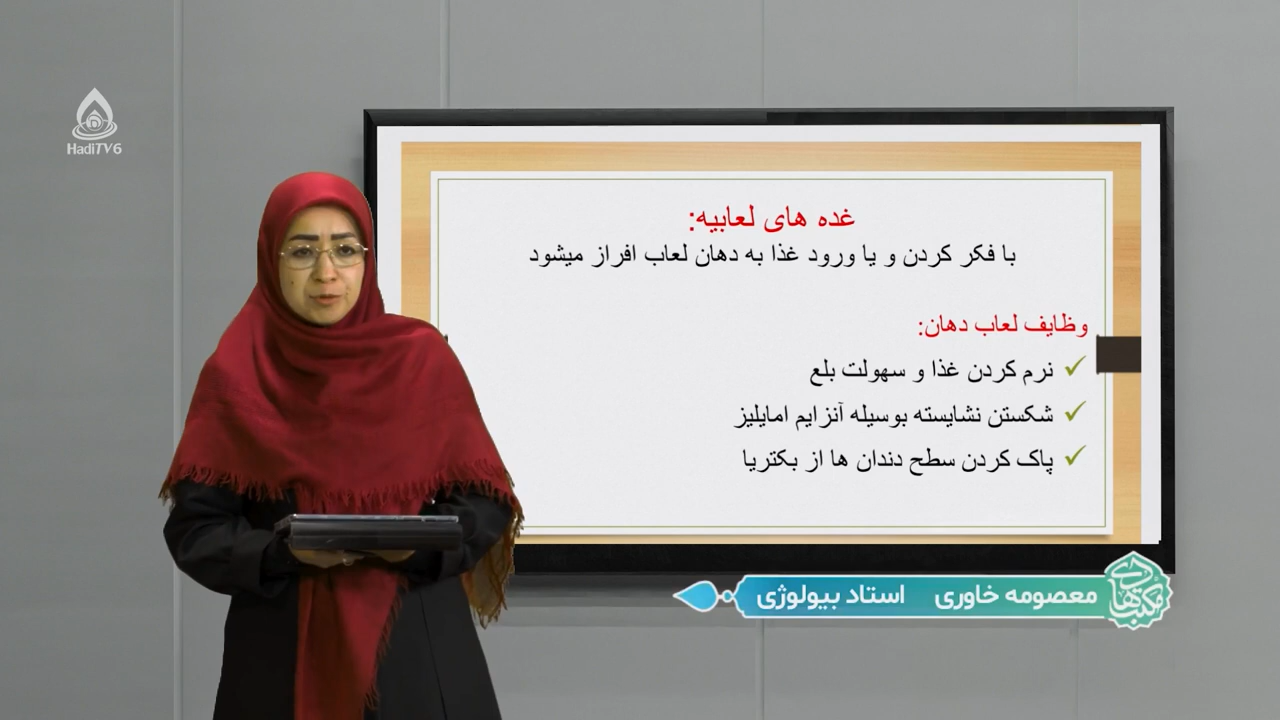 HadiTV6
غده های لعابیه:
با فکر کردن و یا ورود غذا به دهان لعاب افراز میشود
وظایف لعاب دهان:
✓ نرم کردن غذا و سهولت بلع
✓ شکستن نشایسته بوسیله آنزایم امایلیز
✓ پاک کردن سطح دندان ها از بکتریا
معصومه خاوری استاد بیولوژی
مکتب هادی